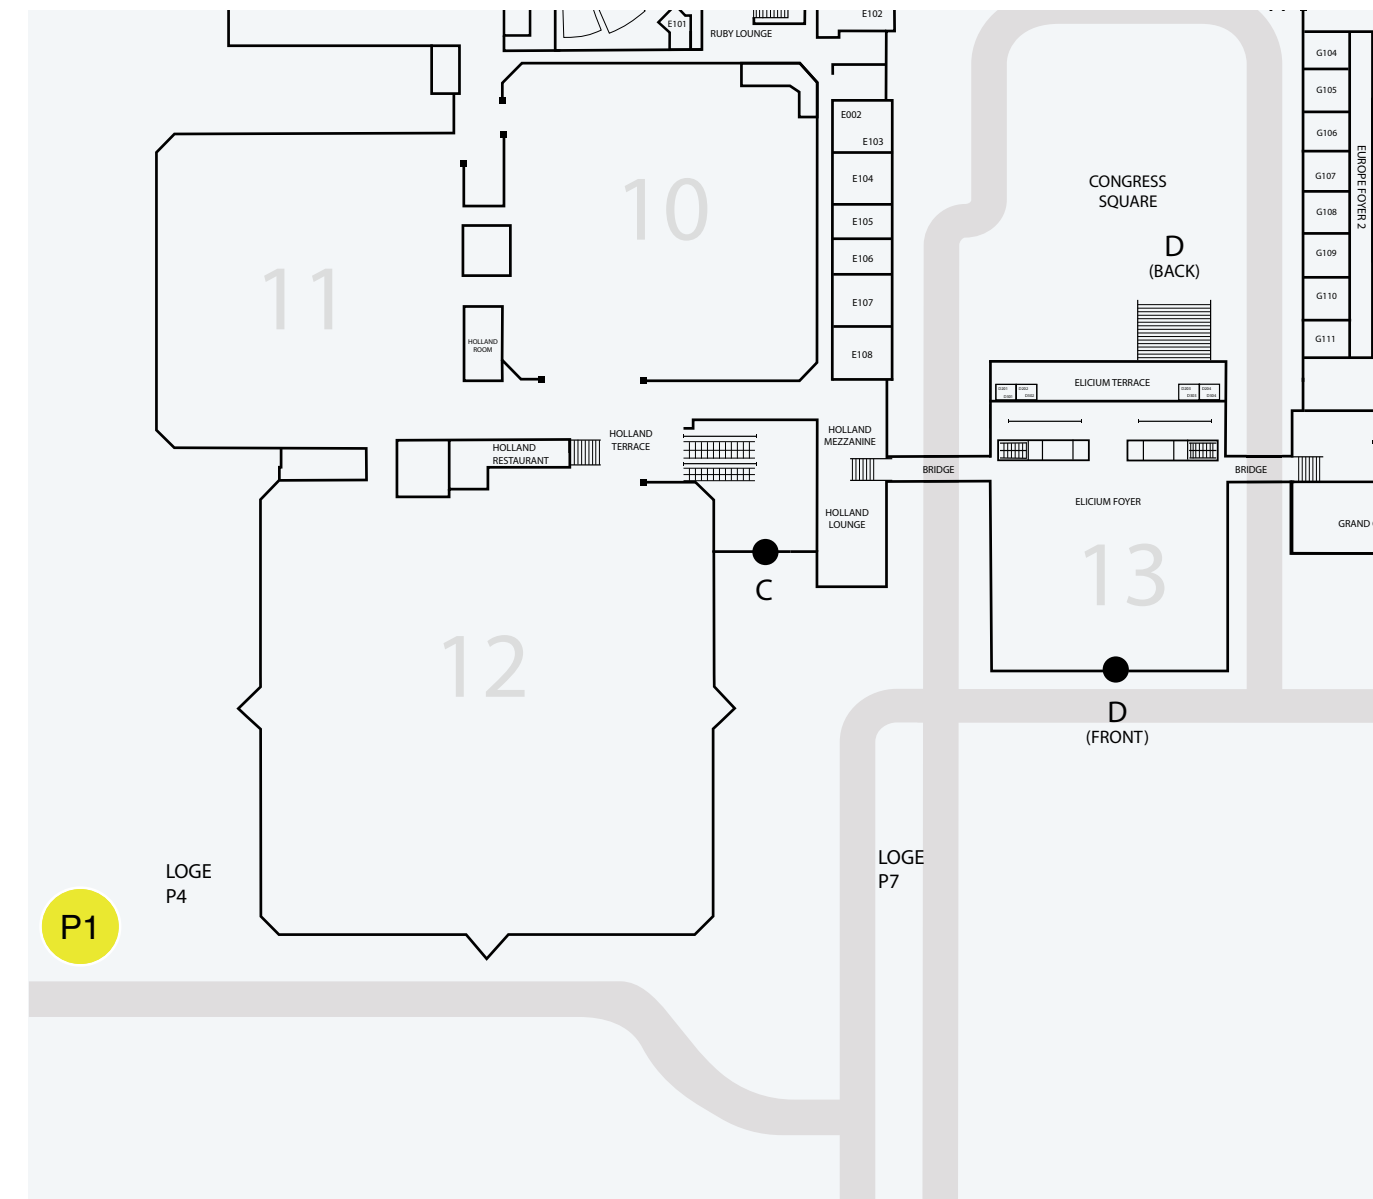 E101
RUBY LOUNGE
E102
E002
E103
E104
E105
E106
E107
E108
10
11
HOLLAND
ROOM
HOLLAND
RESTAURANT
HOLLAND
TERRACE
HOLLAND
MEZZANINE
HOLLAND
LOUNGE
C
12
CONGRESS
SQUARE
D
(BACK)
ELICIUM TERRACE
BRIDGE
BRIDGE
ELICIUM FOYER
13
D
(FRONT)
G104
G105
G106
G107
G108
G109
G110
G111
EUROPE FOYER 2
GRAND
LOGE
P4
P1
LOGE
P7